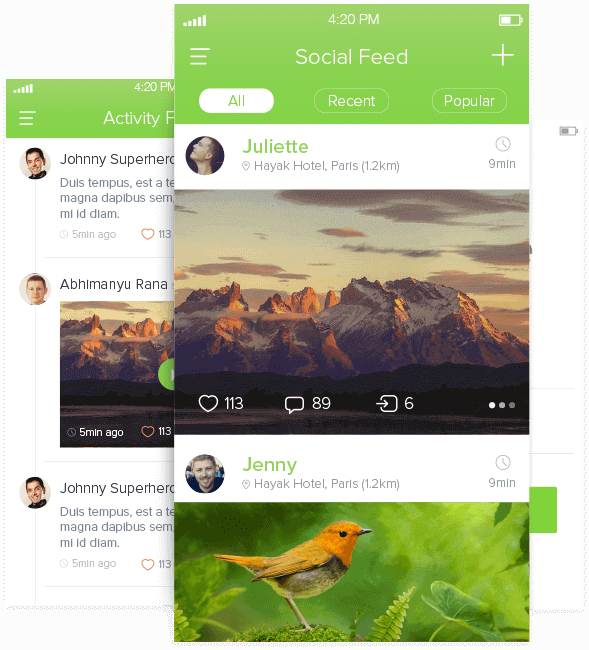 4:20 PM
Social Feed
All
Recent
Popular
Juliette
Hayak Hotel, Paris (1.2km)
9min
113
89
6
Jenny
Hayak Hotel, Paris (1.2km)
9min
4:20 PM
Activity F
Johnny Superhero
Duis tempus, est a te
magna dapibus sem,
mi id diam.
5min ago
113
Abhimanyu Rana
5min ago
113
Johnny Superhero
Duis tempus, est a te
magna dapibus sem,
mi id diam.
5min ago
113